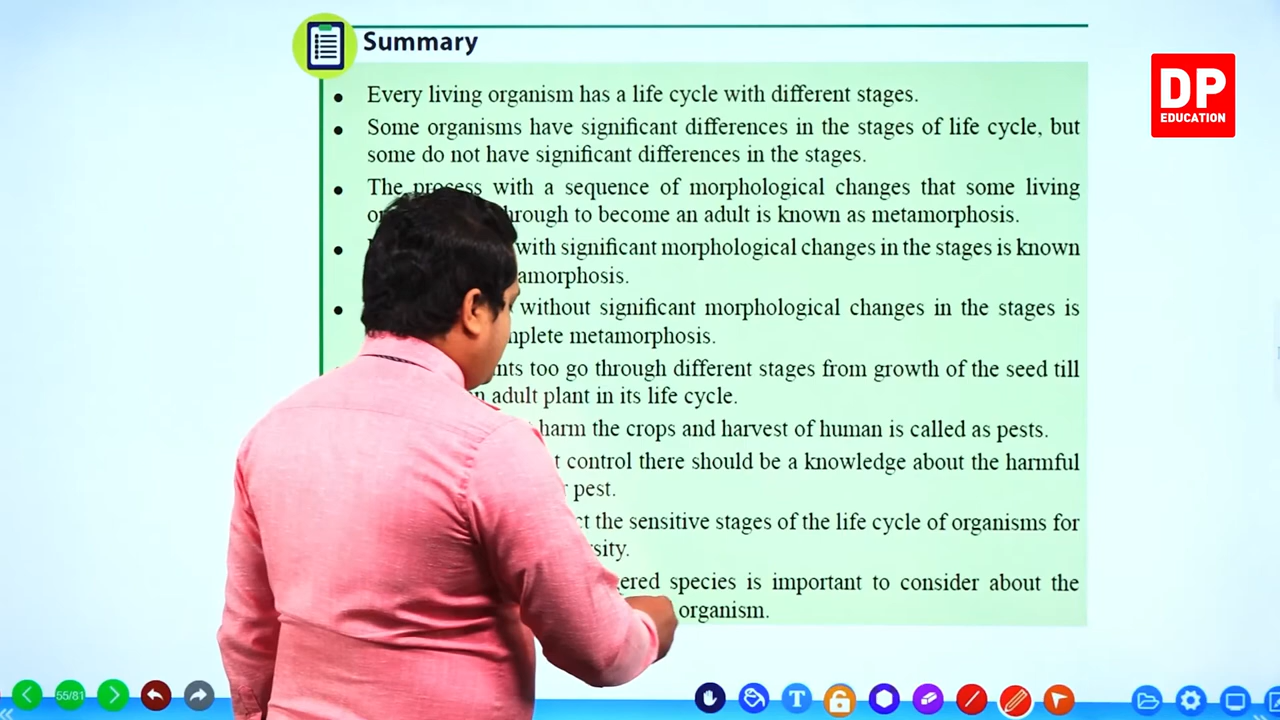 Summary
DP
EDUCATION
Every living organism has a life cycle with different stages.
Some organisms have significant differences in the stages of life cycle, but
some do not have significant differences in the stages.
The process with a sequence of morphological changes that some living
through to become an adult is known as metamorphosis.
with significant morphological changes in the stages is known
without significant morphological changes in the stages is
metamorphosis.
too go through different stages from growth of the seed till
adult plant in its life cycle.
harm the crops and harvest of human is called as pests.
control there should be a knowledge about the harmful
pest.
the sensitive stages of the life cycle of organisms for
species is important to consider about the
organism.
55/81
T